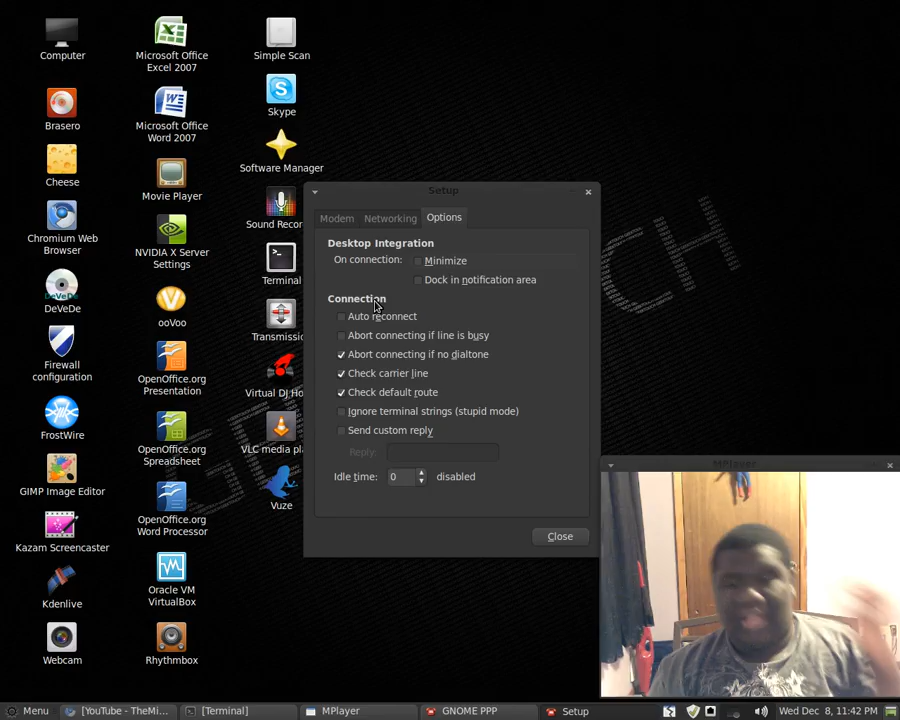 Computer
Microsoft Office
Excel 2007
Simple Scan
Brasero
Microsoft Office
Word 2007
Skype
Cheese
Movie Player
Software Manager
Chromium Web
Browser
NVIDIA X Server
Settings
Sound Recor
DeVeDe
DeVeDe
ooVoo
Terminal
Firewall
configuration
OpenOffice.org
Presentation
Transmiss
FrostWire
OpenOffice.org
Spreadsheet
Virtual DJ Ho
GIMP Image Editor
OpenOffice.org
Word Processor
VLC media pl
Kazam Screencaster
Vuze
Kdenlive
Oracle VM
VirtualBox
Webcam
Rhythmbox
Setup
Modem
Networking
Options
Desktop Integration
On connection:
Minimize
Dock in notification area
Connection
Auto reconnect
Abort connecting if line is busy
Abort connecting if no dialtone
Check carrier line
Check default route
Ignore terminal strings (stupid mode)
Send custom reply
Reply:
Idle time:
0
disabled
Close
MPlayer
Menu
[YouTube - TheMi...
[Terminal]
MPlayer
GNOME PPP
Setup
Wed Dec 8, 11:42 PM